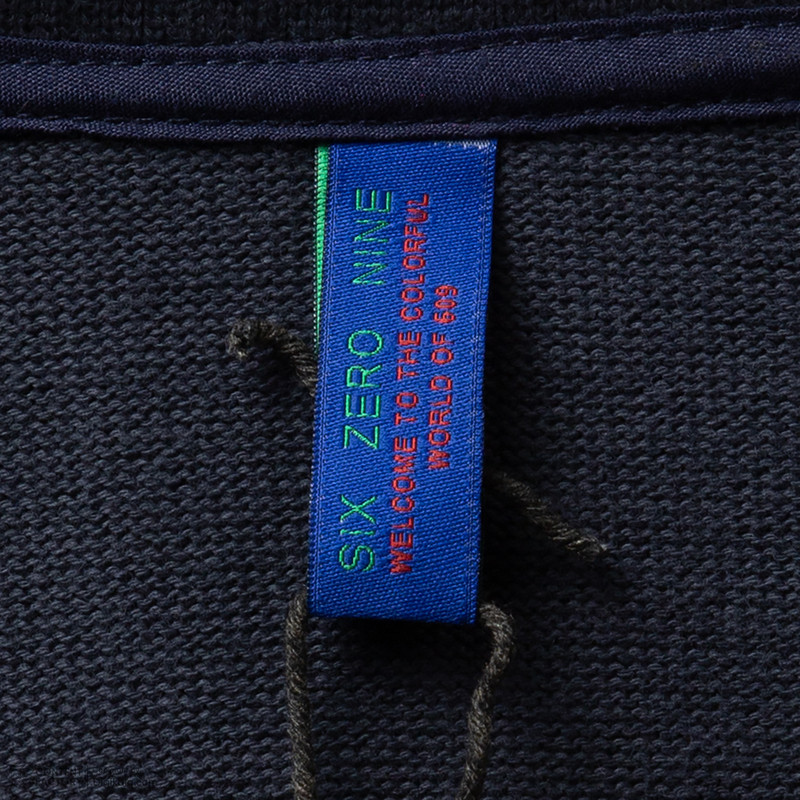 SIX ZERO NINE
WELCOME TO THE COLORFUL
WORLD OF 609